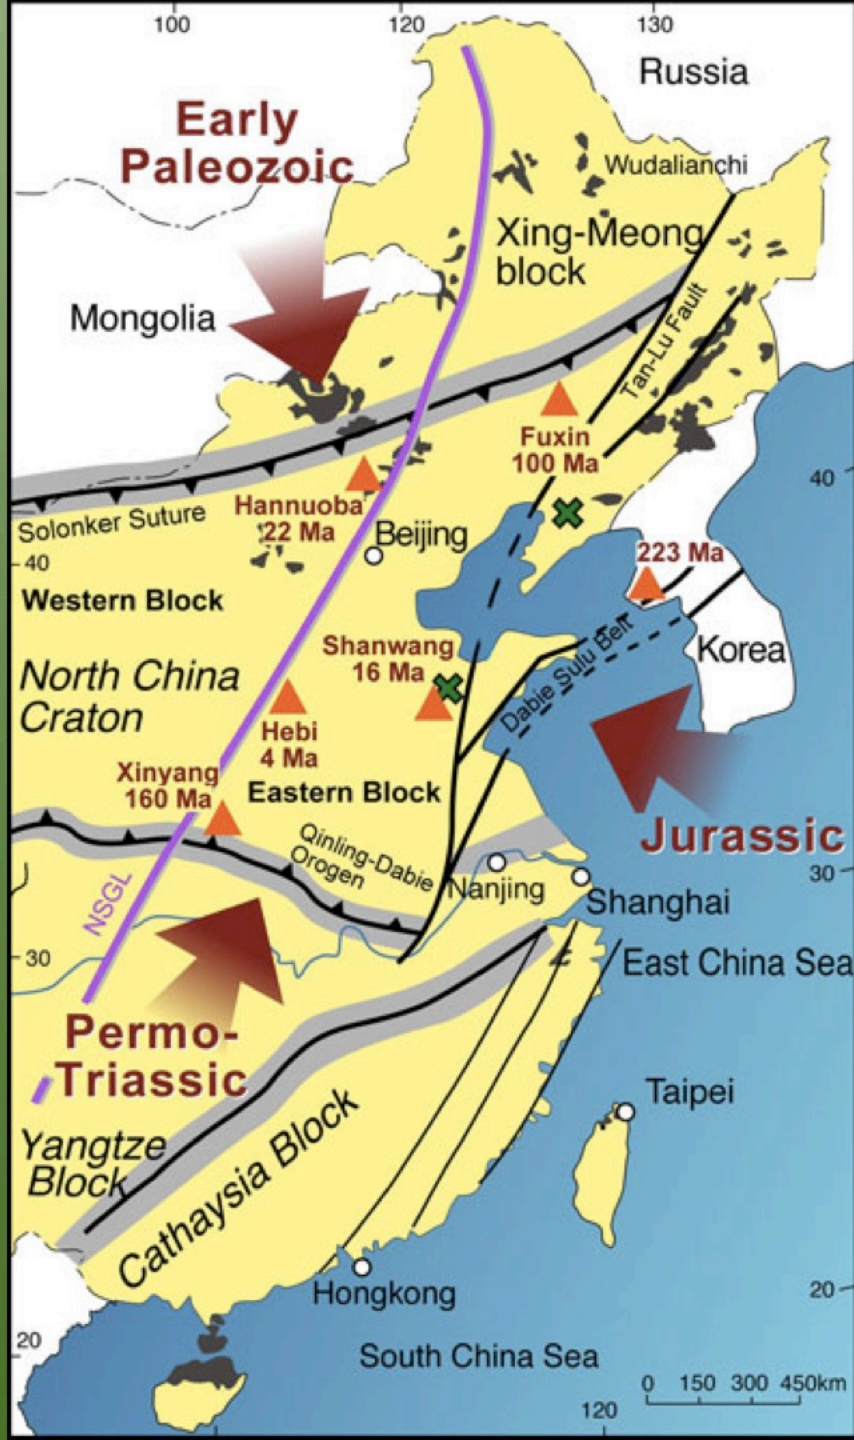 100
120
130
Russia
Early
Paleozoic
Wudalianchi
Xing-Meong
block
Mongolia
Tan-Lu Fault
Fuxin
100 Ma
40
Hannuoba
22 Ma
Solonker Suture
Beijing
223 Ma
40
Western Block
Shanwang
16 Ma
Korea
Dabie Sulu Belt
North China
Craton
Hebi
4 Ma
Xinyang
160 Ma
Eastern Block
Jurassic
Qinling-Dabie
Orogen
30
NSGL
Nanjing
Shanghai
30
East China Sea
Permo-
Triassic
Taipei
Yangtze
Block
Cathaysia Block
Hongkong
20
20
South China Sea
0 150 300 450km
120